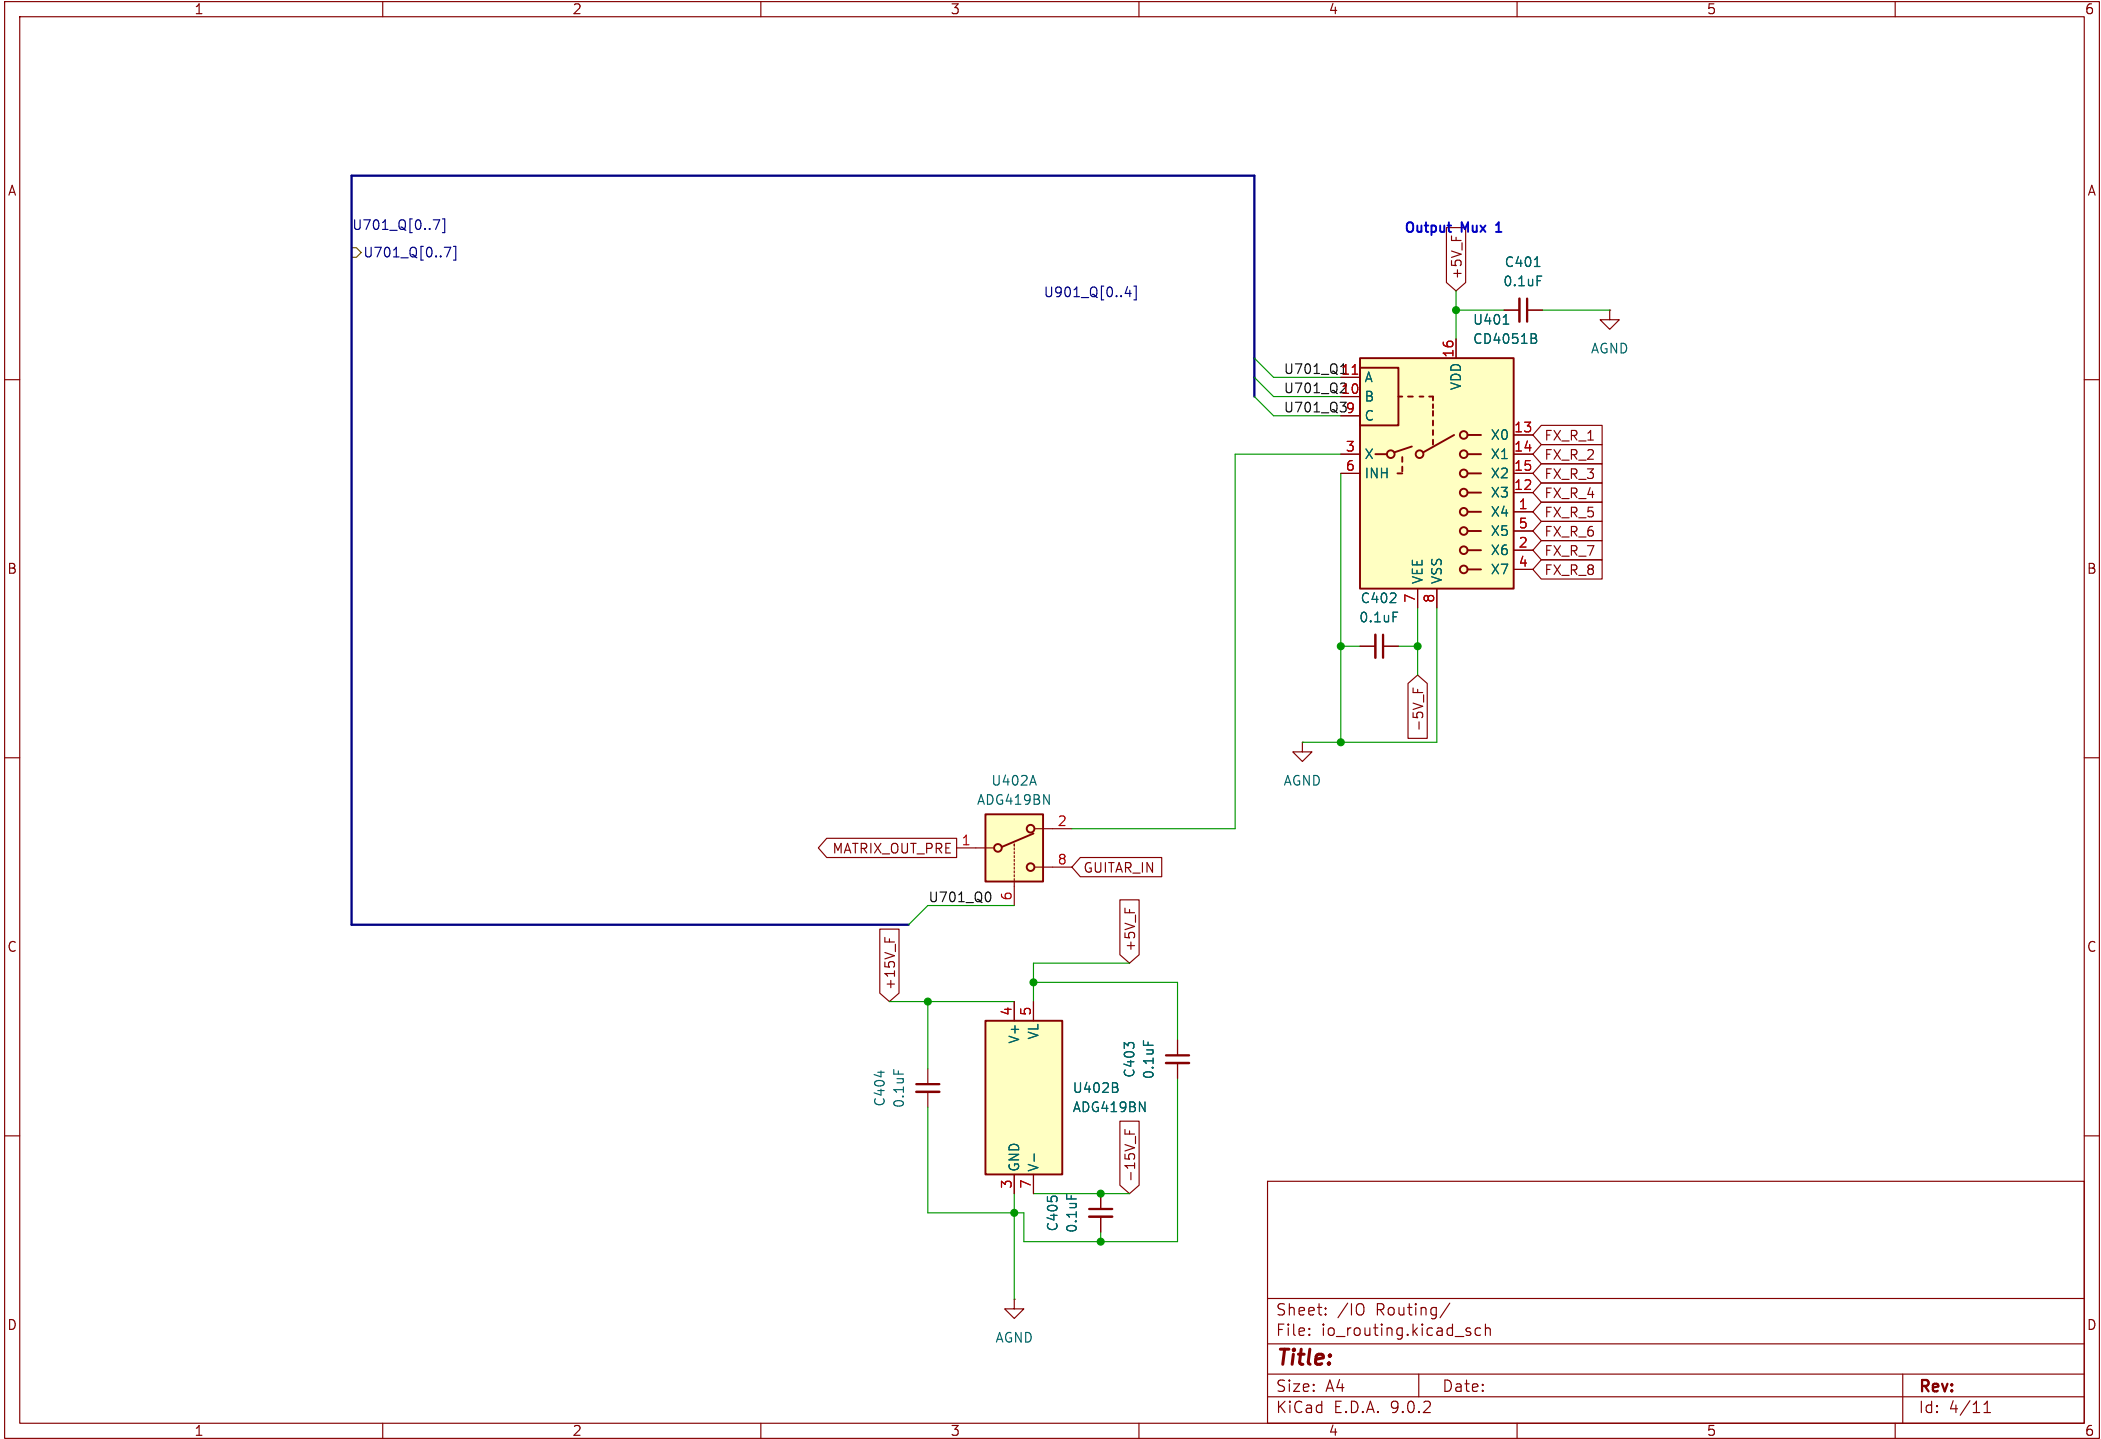 1 2 3 4 5 6
A
A
U701_Q[0..7]
U701_Q[0..7]
U901_Q[0..4]
Output Mux 1
+5V_F
C401
0.1uF
U401
CD4051B
AGND
16
VDD
U701_Q1
11
A
U701_Q2
10
B
U701_Q3
9
C
3
X
6
INH
X0
13
FX_R_1
X1
14
FX_R_2
X2
15
FX_R_3
X3
12
FX_R_4
X4
1
FX_R_5
X5
5
FX_R_6
X6
2
FX_R_7
X7
4
FX_R_8
B
B
VEE
VSS
7
8
C402
0.1uF
-5V_F
AGND
U402A
ADG419BN
MATRIX_OUT_PRE
1
2
8
GUITAR_IN
6
U701_Q0
C
C
+15V_F
+5V_F
4
5
V+
VL
C403
0.1uF
C404
0.1uF
U402B
ADG419BN
-15V_F
GND
V-
3
7
C405
0.1uF
AGND
D
D
Sheet: /IO Routing/
File: io_routing.kicad_sch
Title:
Size: A4
Date:
Rev:
KiCad E.D.A. 9.0.2
Id: 4/11
1 2 3 4 5 6